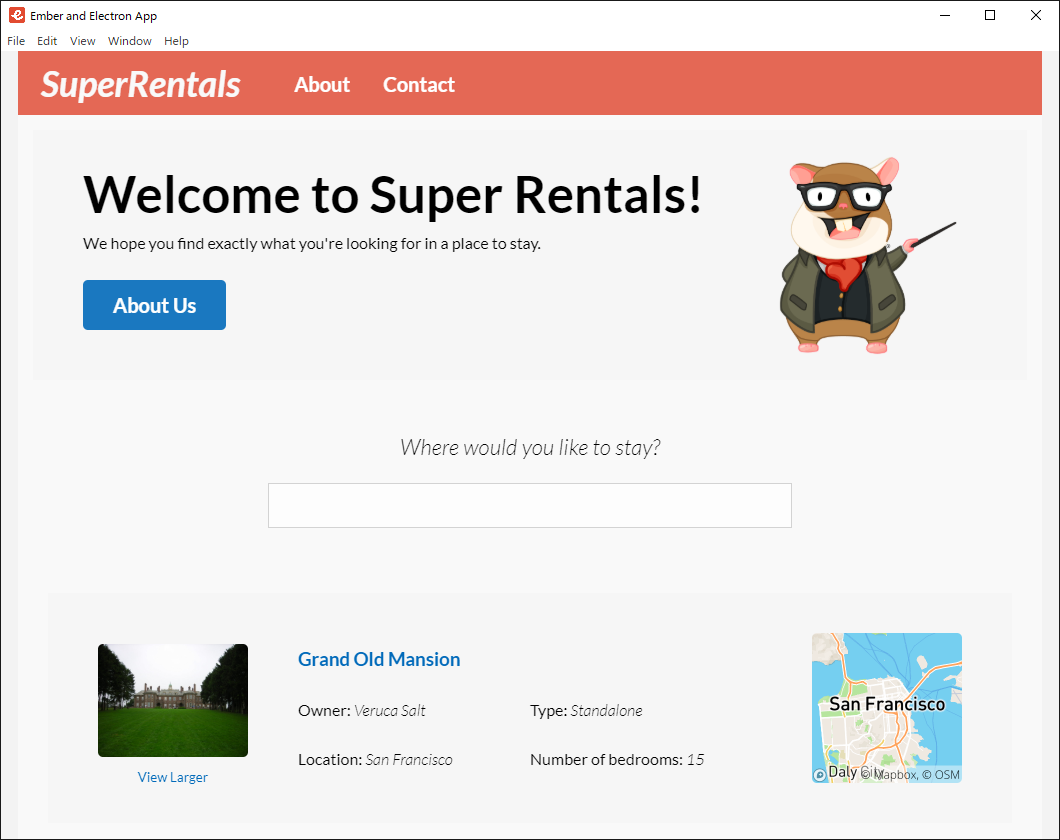 Ember and Electron App
File Edit View Window Help
SuperRentals About Contact
Welcome to Super Rentals!
We hope you find exactly what you're looking for in a place to stay.
About Us
Where would you like to stay?
Grand Old Mansion
Owner: Veruca Salt Type: Standalone
Location: San Francisco Number of bedrooms: 15
View Larger
San Francisco
Daly City
© Mapbox, © OSM